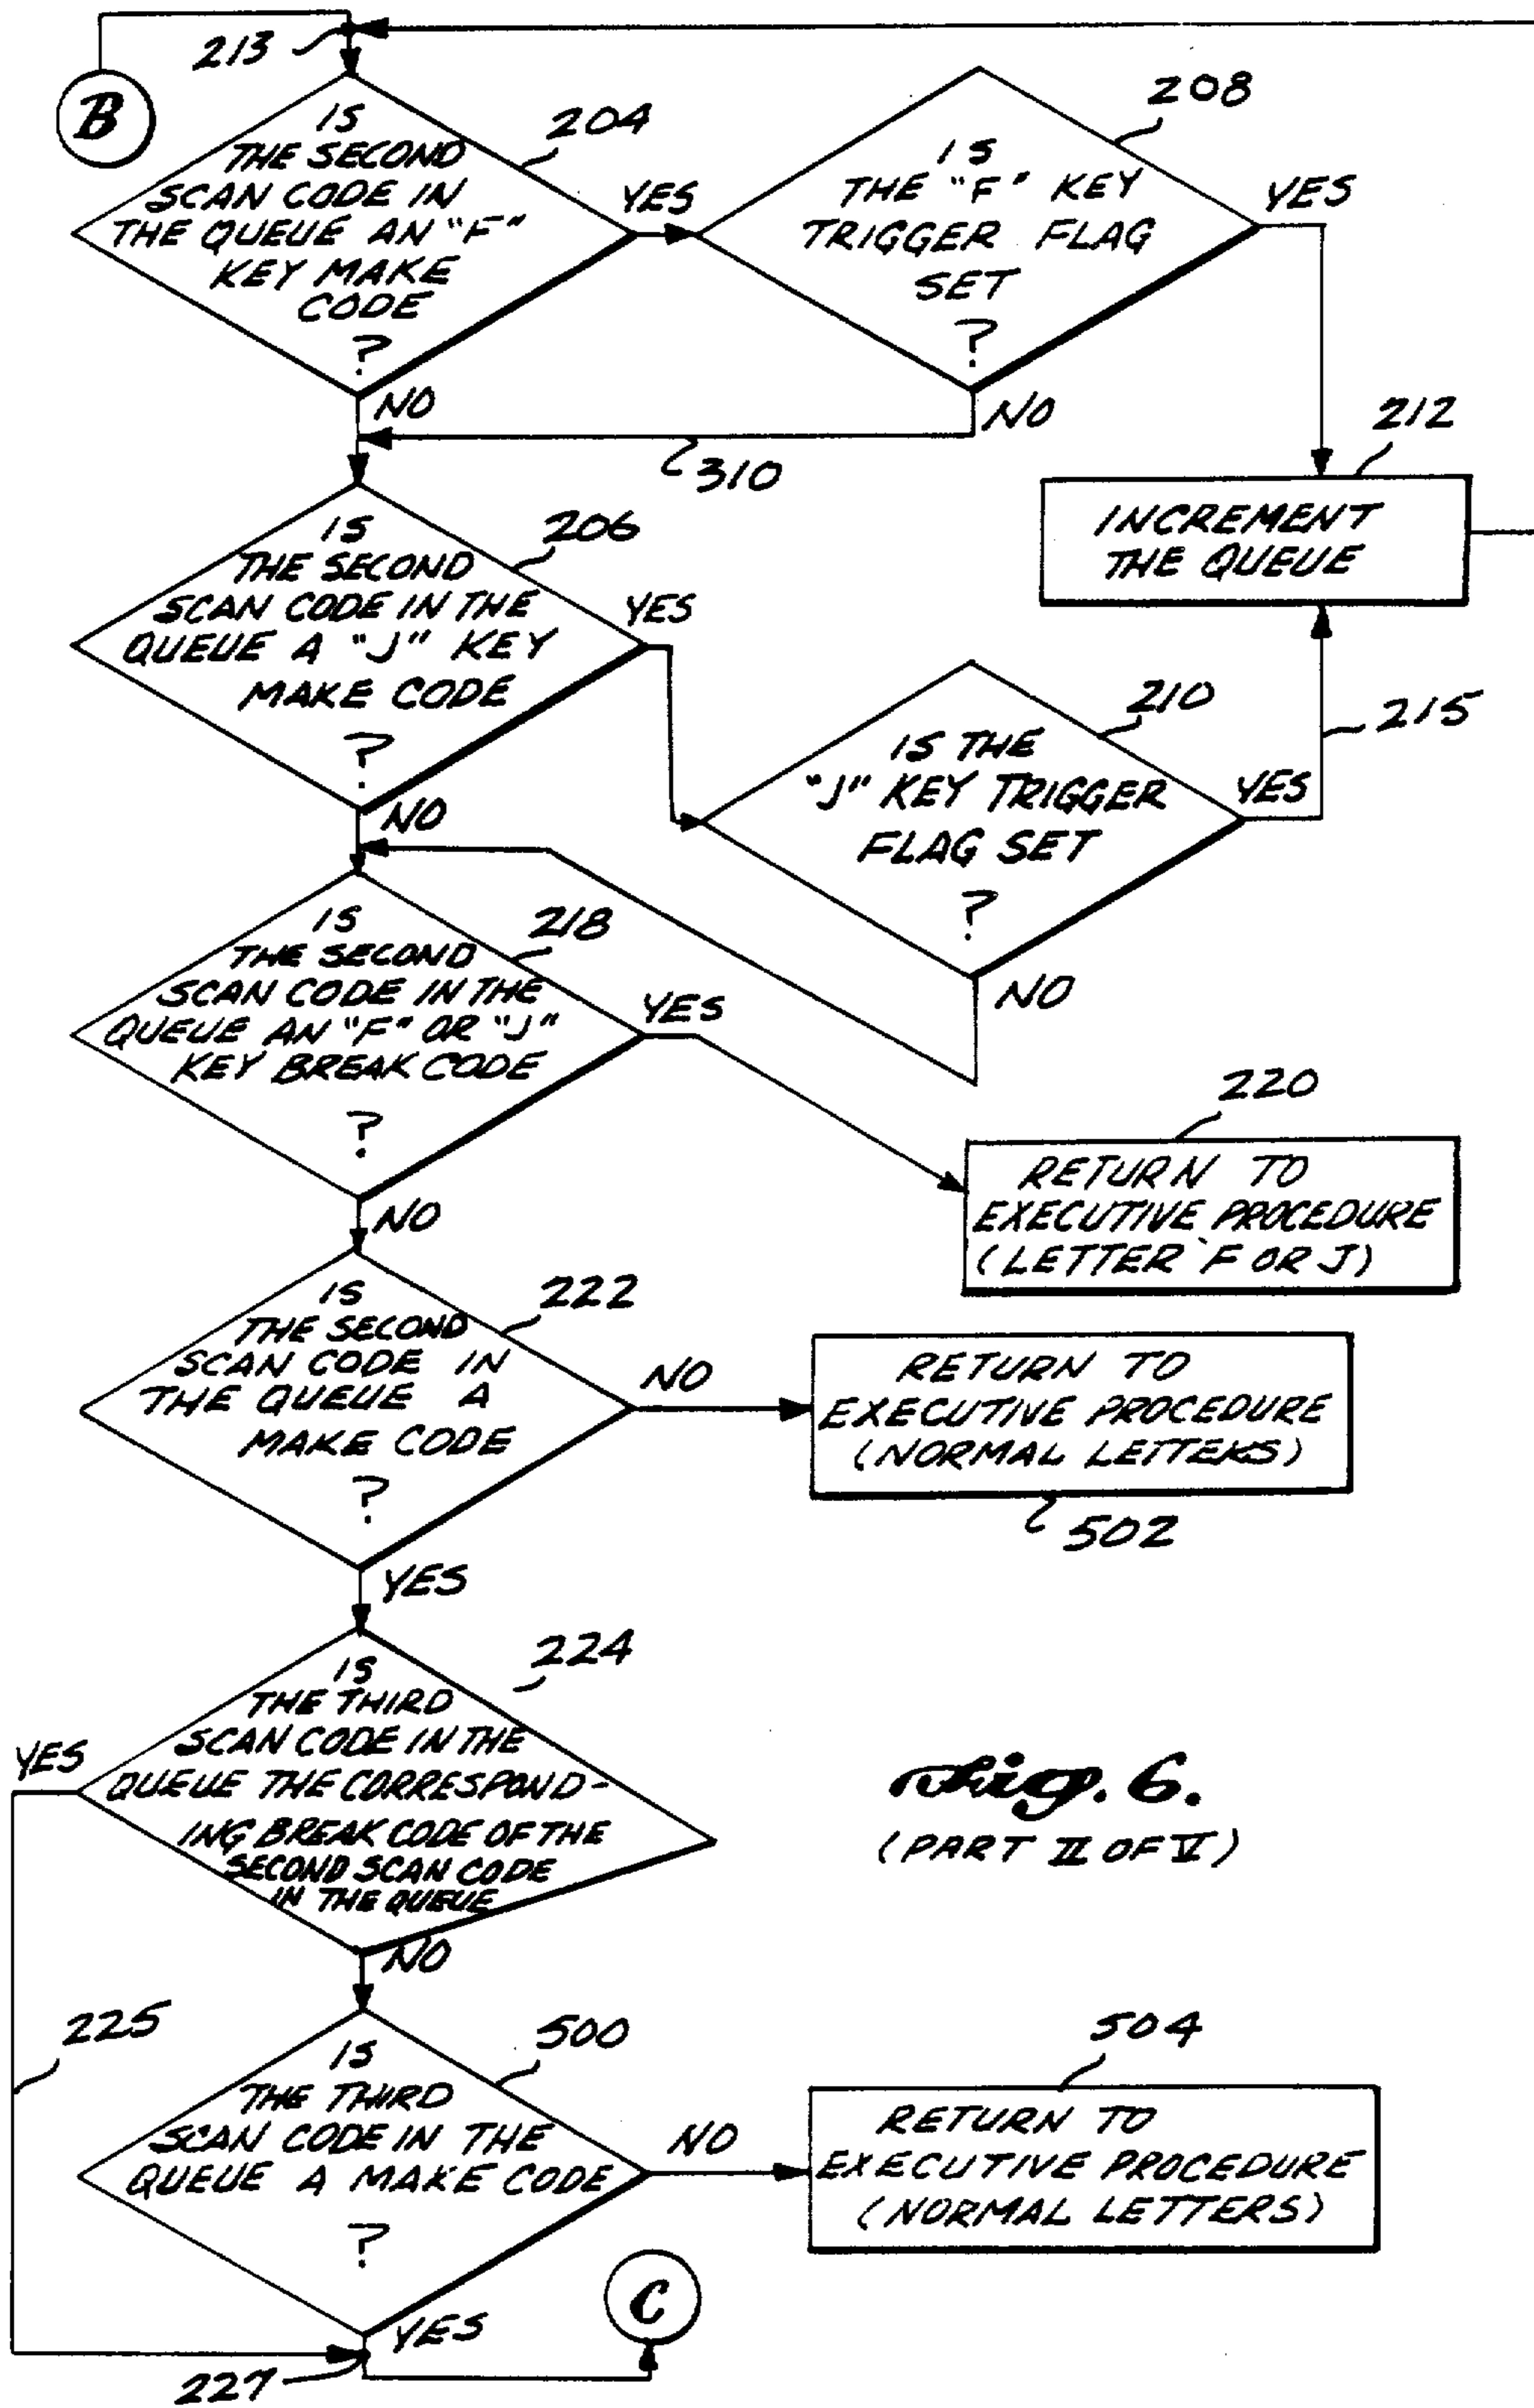 213
B
IS
THE SECOND
SCAN CODE IN
THE QUEUE AN "F"
KEY MAKE
CODE
?
204
YES
NO
IS
THE "F" KEY
TRIGGER FLAG
SET
?
208
YES
NO
310
212
INCREMENT
THE QUEUE
IS
THE SECOND
SCAN CODE IN THE
QUEUE A "J" KEY
MAKE CODE
?
206
YES
NO
IS THE
"J" KEY TRIGGER
FLAG SET
?
210
YES
215
NO
IS
THE SECOND
SCAN CODE IN THE
QUEUE AN "F" OR "J"
KEY BREAK CODE
?
218
YES
NO
220
RETURN TO
EXECUTIVE PROCEDURE
(LETTER F OR J)
IS
THE SECOND
SCAN CODE IN
THE QUEUE A
MAKE CODE
?
222
NO
YES
RETURN TO
EXECUTIVE PROCEDURE
(NORMAL LETTERS)
502
IS
THE THIRD
SCAN CODE IN THE
QUEUE THE CORRESPOND-
ING BREAK CODE OF THE
SECOND SCAN CODE
IN THE QUEUE
224
YES
NO
225
Fig. 6.
(PART II OF V)
IS
THE THIRD
SCAN CODE IN THE
QUEUE A MAKE CODE
?
500
NO
YES
504
RETURN TO
EXECUTIVE PROCEDURE
(NORMAL LETTERS)
C
227